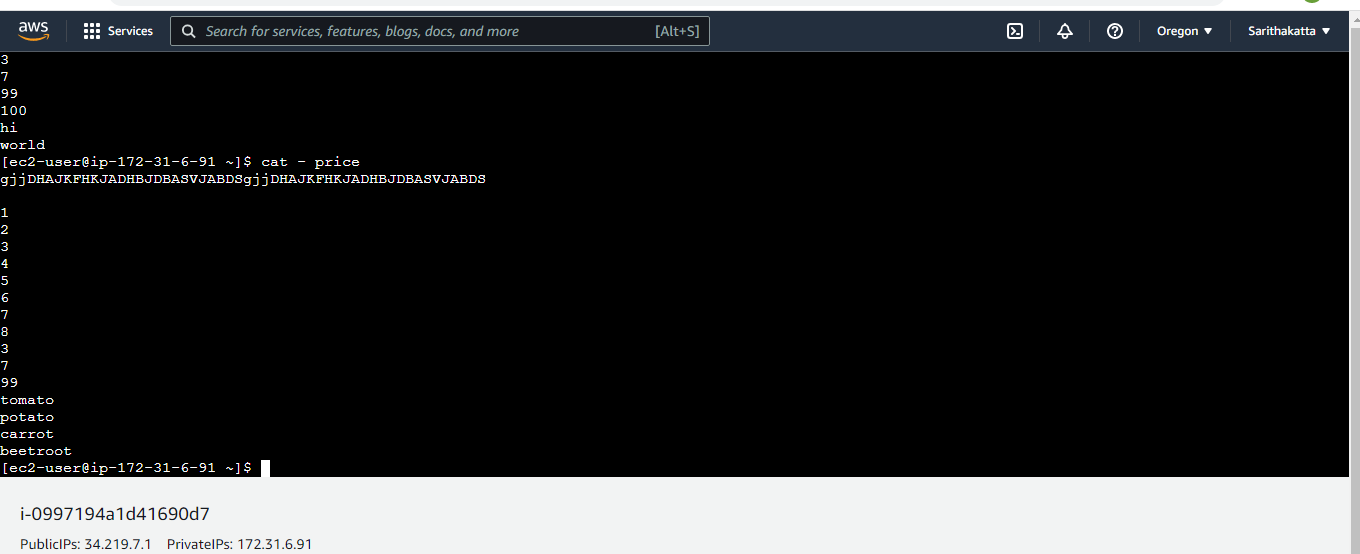 aws Services Search for services, features, blogs, docs, and more [Alt+S] Oregon ▼ Sarithakatta ▼
3
7
99
100
hi
world
[ec2-user@ip-172-31-6-91 ~]$ cat - price
gjjDHAJKFHKJADHBJDBASVJABDSgjjDHAJKFHKJADHBJDBASVJABDS
1
2
3
4
5
6
7
8
3
7
99
tomato
potato
carrot
beetroot
[ec2-user@ip-172-31-6-91 ~]$
i-0997194a1d41690d7
PublicIPs: 34.219.7.1 PrivateIPs: 172.31.6.91